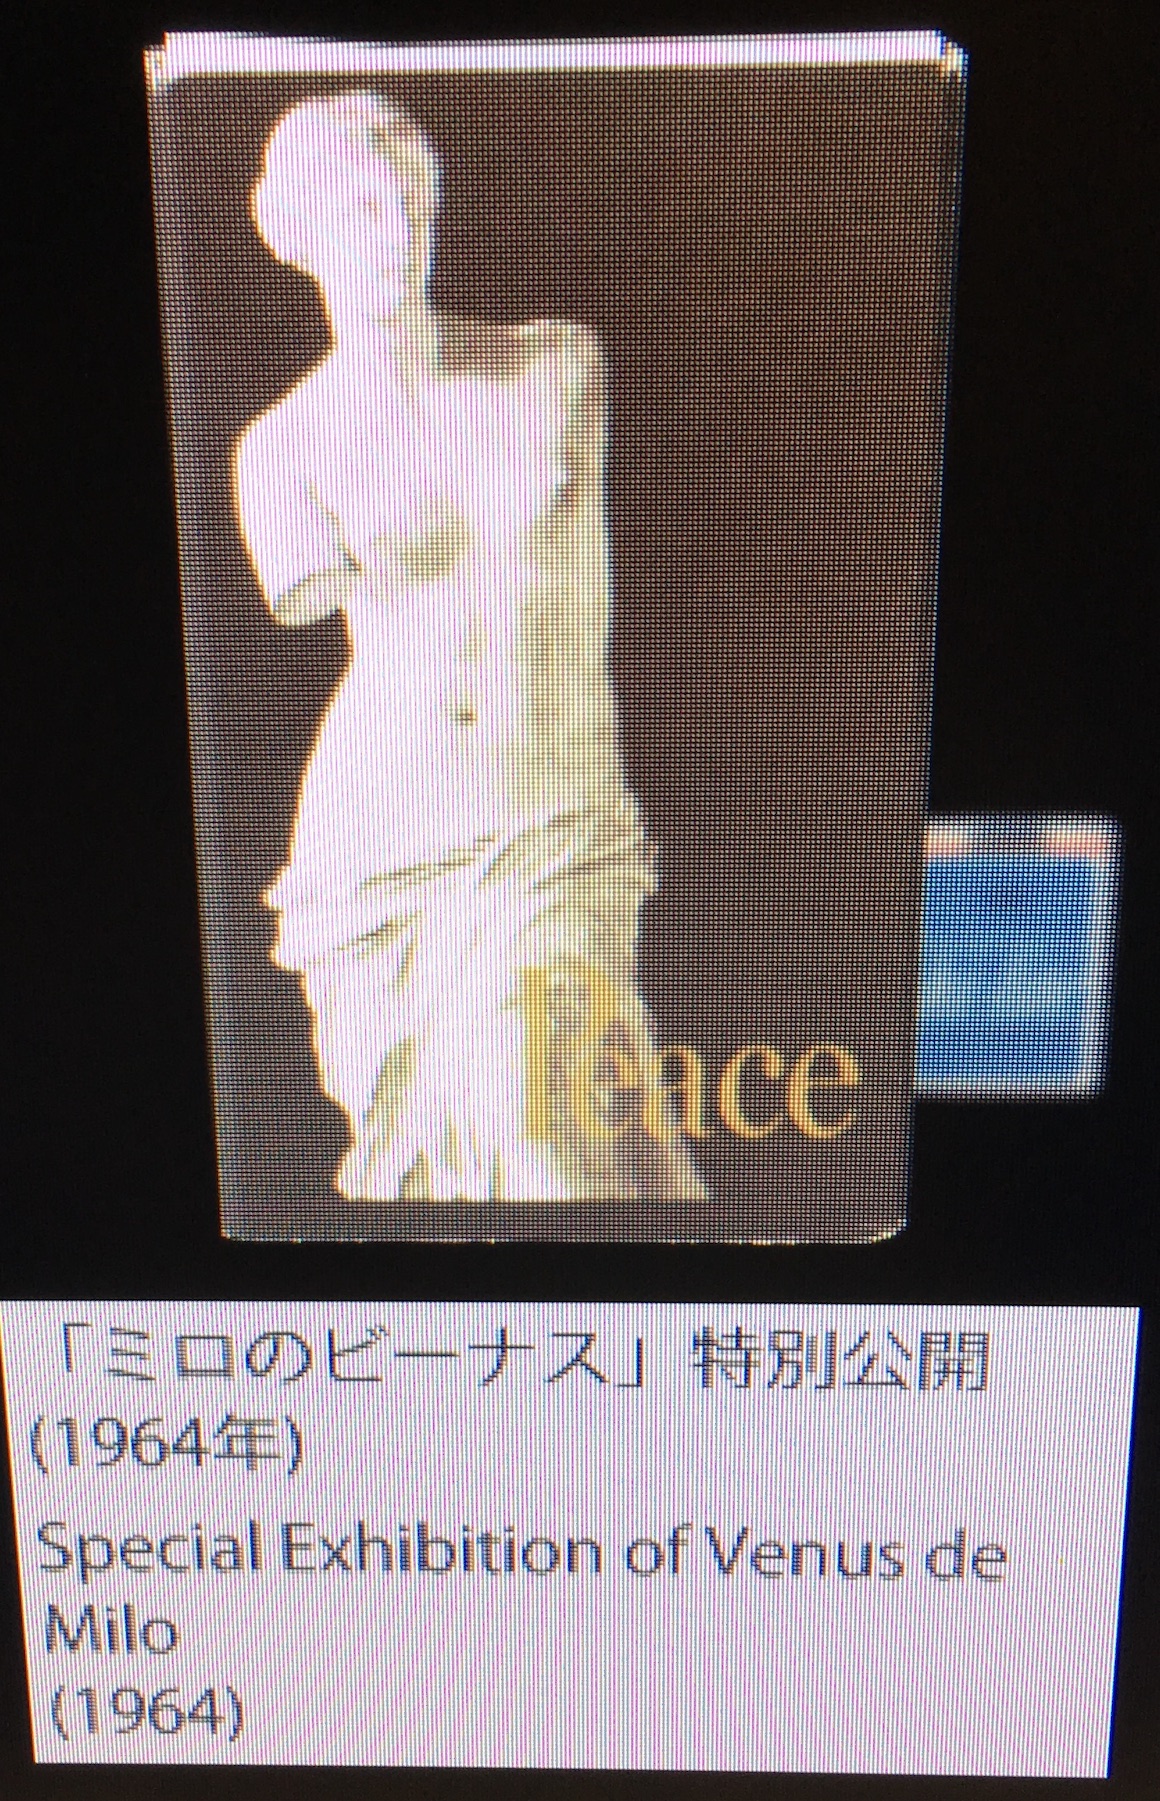 Peace
「ミロのビーナス」 特別公開
(1964年)
Special Exhibition of Venus de
Milo
(1964)